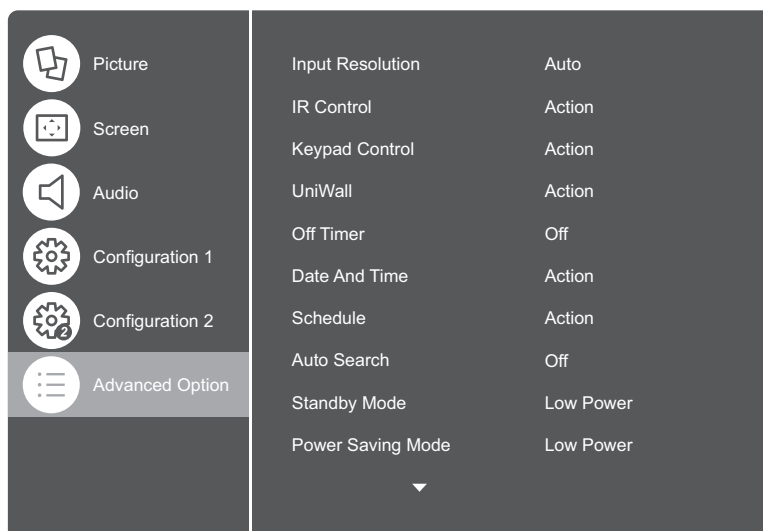 Picture
Screen
Audio
Configuration 1
Configuration 2
2
Advanced Option
Input Resolution Auto
IR Control Action
Keypad Control Action
UniWall Action
Off Timer Off
Date And Time Action
Schedule Action
Auto Search Off
Standby Mode Low Power
Power Saving Mode Low Power